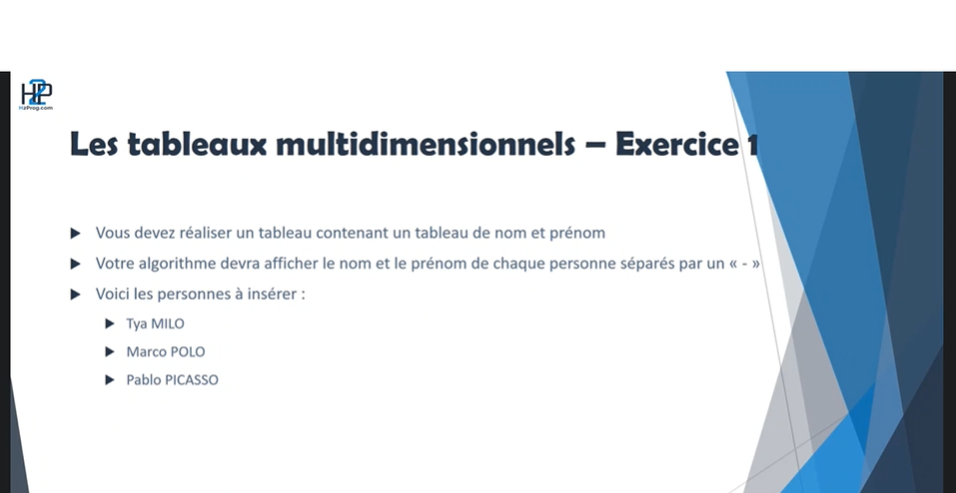 H2P
H2Prog.com
Les tableaux multidimensionnels – Exercice 1
Vous devez réaliser un tableau contenant un tableau de nom et prénom
Votre algorithme devra afficher le nom et le prénom de chaque personne séparés par un « - »
Voici les personnes à insérer :
Tya MILO
Marco POLO
Pablo PICASSO